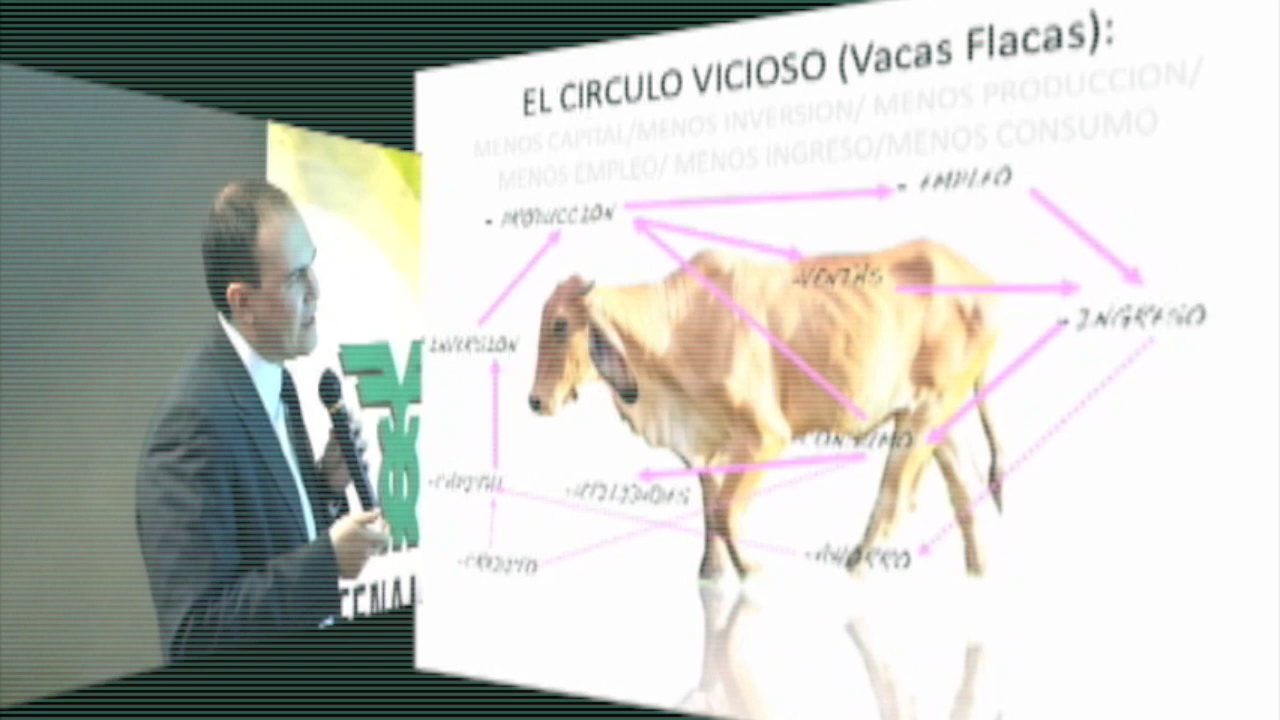 EL CIRCULO VICIOSO (Vacas Flacas):
MENOS CAPITAL/MENOS INVERSION/ MENOS PRODUCCION/
MENOS EMPLEO/ MENOS INGRESO/MENOS CONSUMO
- EMPLEO
- PRODUCCION
-VENTAS
- INGRESO
INVERSION
-CONSUMO
-CAPITAL
-UTILIDADES
-CREDITO
-AHORRO